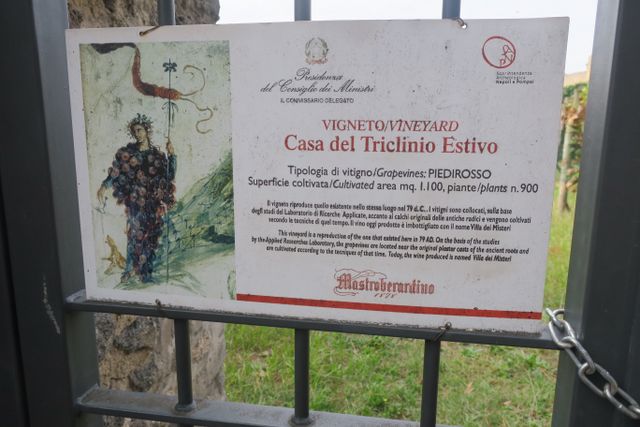 Presidenza
del Consiglio dei Ministri
IL COMMISSARIO DELEGATO
Soprintendenza
Archeologica
Napoli e Pompei
VIGNETO/VINEYARD
Casa del Triclinio Estivo
Tipologia di vitigno/Grapevines: PIEDIROSSO
Superficie coltivata/Cultivated area mq. 1.100, piante/plants n. 900
Il vigneto riproduce quello esistente nello stesso luogo nel 79 d.C.. I vitigni sono collocati, sulla base
degli studi del Laboratorio di Ricerche Applicate, accanto ai calchi originali delle antiche radici e vengono coltivati
secondo le tecniche di quel tempo. Il vino oggi prodotto è imbottigliato con il nome Villa dei Misteri
This vineyard is a reproduction of the one that existed here in 79 AD. On the basis of the studies
by the Applied Researches Laboratory, the grapevines are located near the original plaster casts of the ancient roots and
are cultivated according to the techniques of that time. Today, the wine produced is named Villa dei Misteri
Mastroberardino
1878